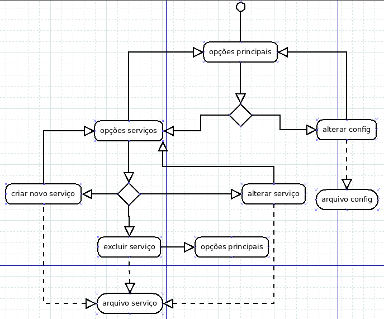 opções principais
opções serviços
alterar config
criar novo serviço
alterar serviço
arquivo config
excluir serviço
opções principais
arquivo serviço